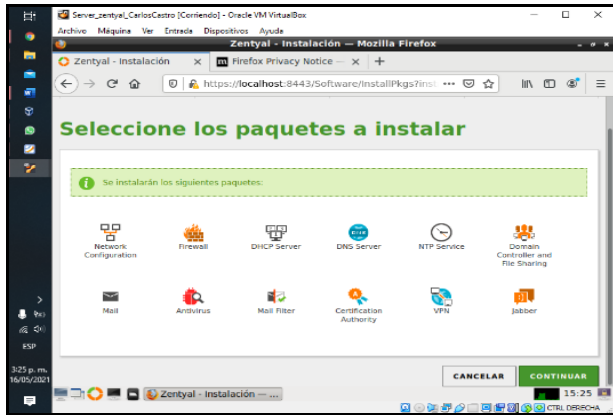 Server_zentyal_CarlosCastro [Corriendo] - Oracle VM VirtualBox
Archivo Máquina Ver Entrada Dispositivos Ayuda
Zentyal - Instalación — Mozilla Firefox
Zentyal - Instalación
Firefox Privacy Notice —
https://localhost:8443/Software/InstallPkgs?inst
Seleccione los paquetes a instalar
Se instalarán los siguientes paquetes:
Network Configuration
Firewall
DHCP Server
DNS Server
NTP Service
Domain Controller and File Sharing
Mail
Antivirus
Mail Filter
Certification Authority
VPN
Jabber
CANCELAR
CONTINUAR
ESP
3:25 p. m.
16/05/2021
Zentyal - Instalación — ...
15:25
CTRL DERECHA